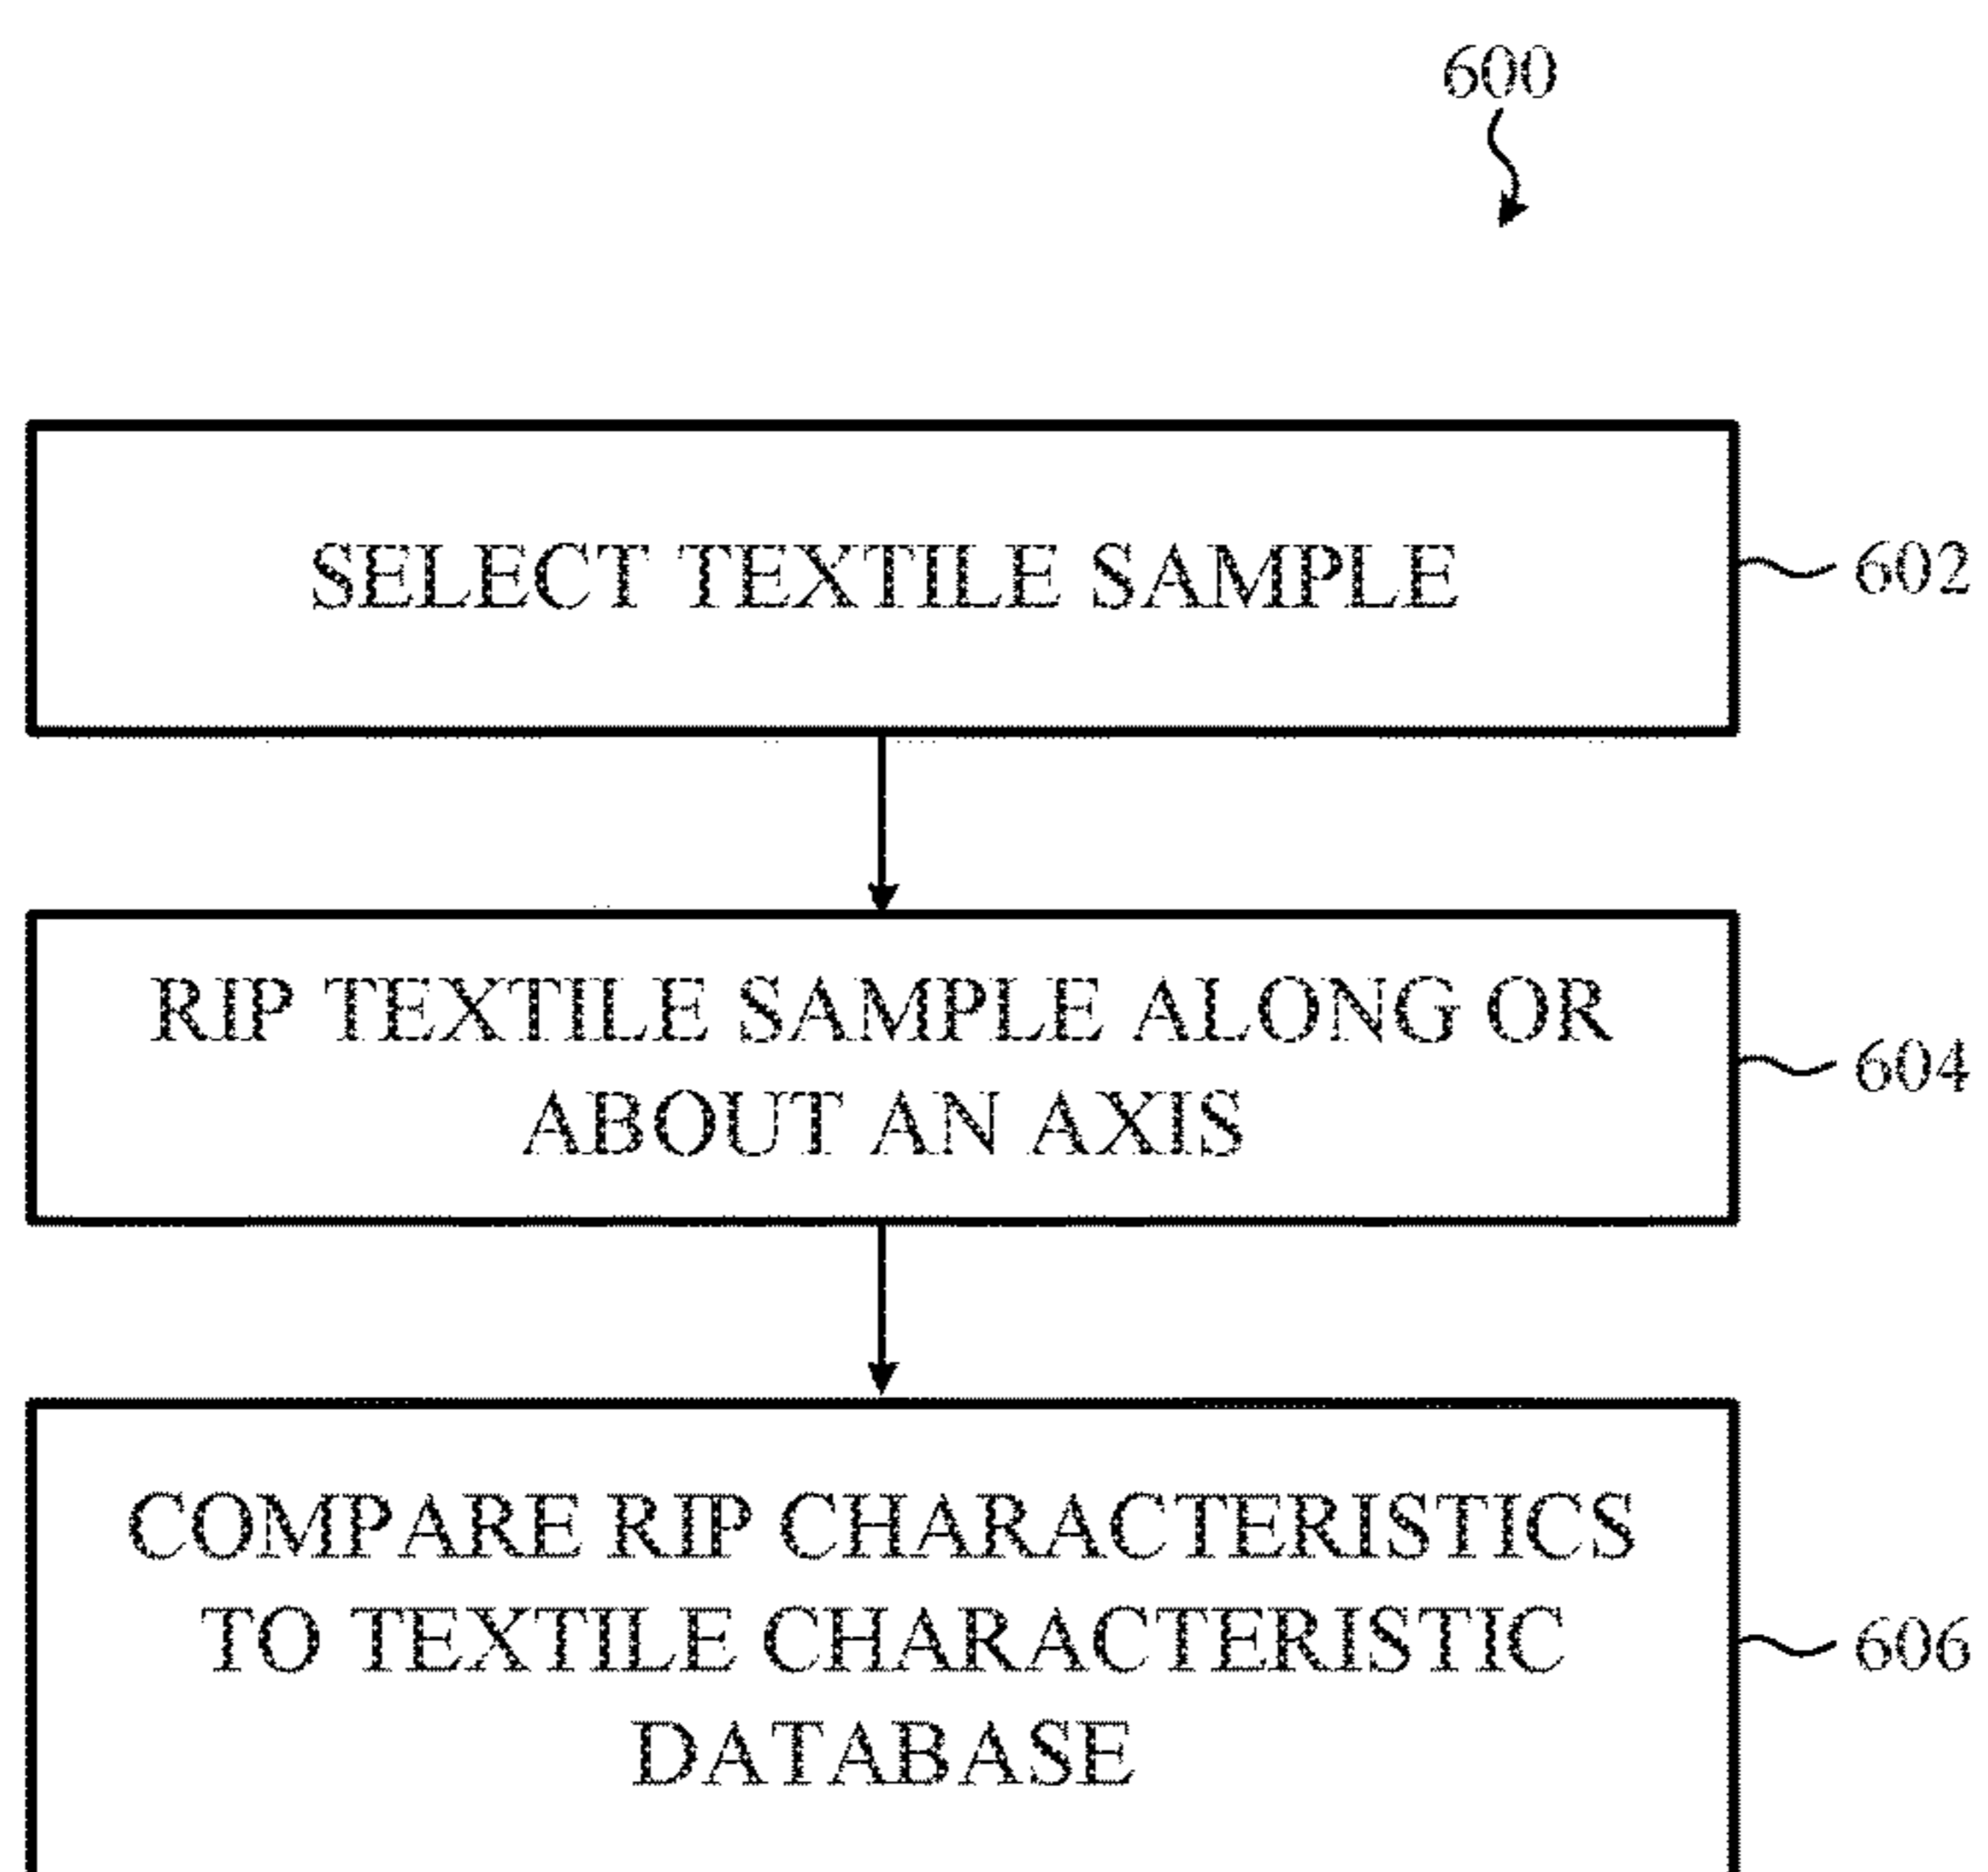 600
SELECT TEXTILE SAMPLE
602
RIP TEXTILE SAMPLE ALONG OR
ABOUT AN AXIS
604
COMPARE RIP CHARACTERISTICS
TO TEXTILE CHARACTERISTIC
DATABASE
606